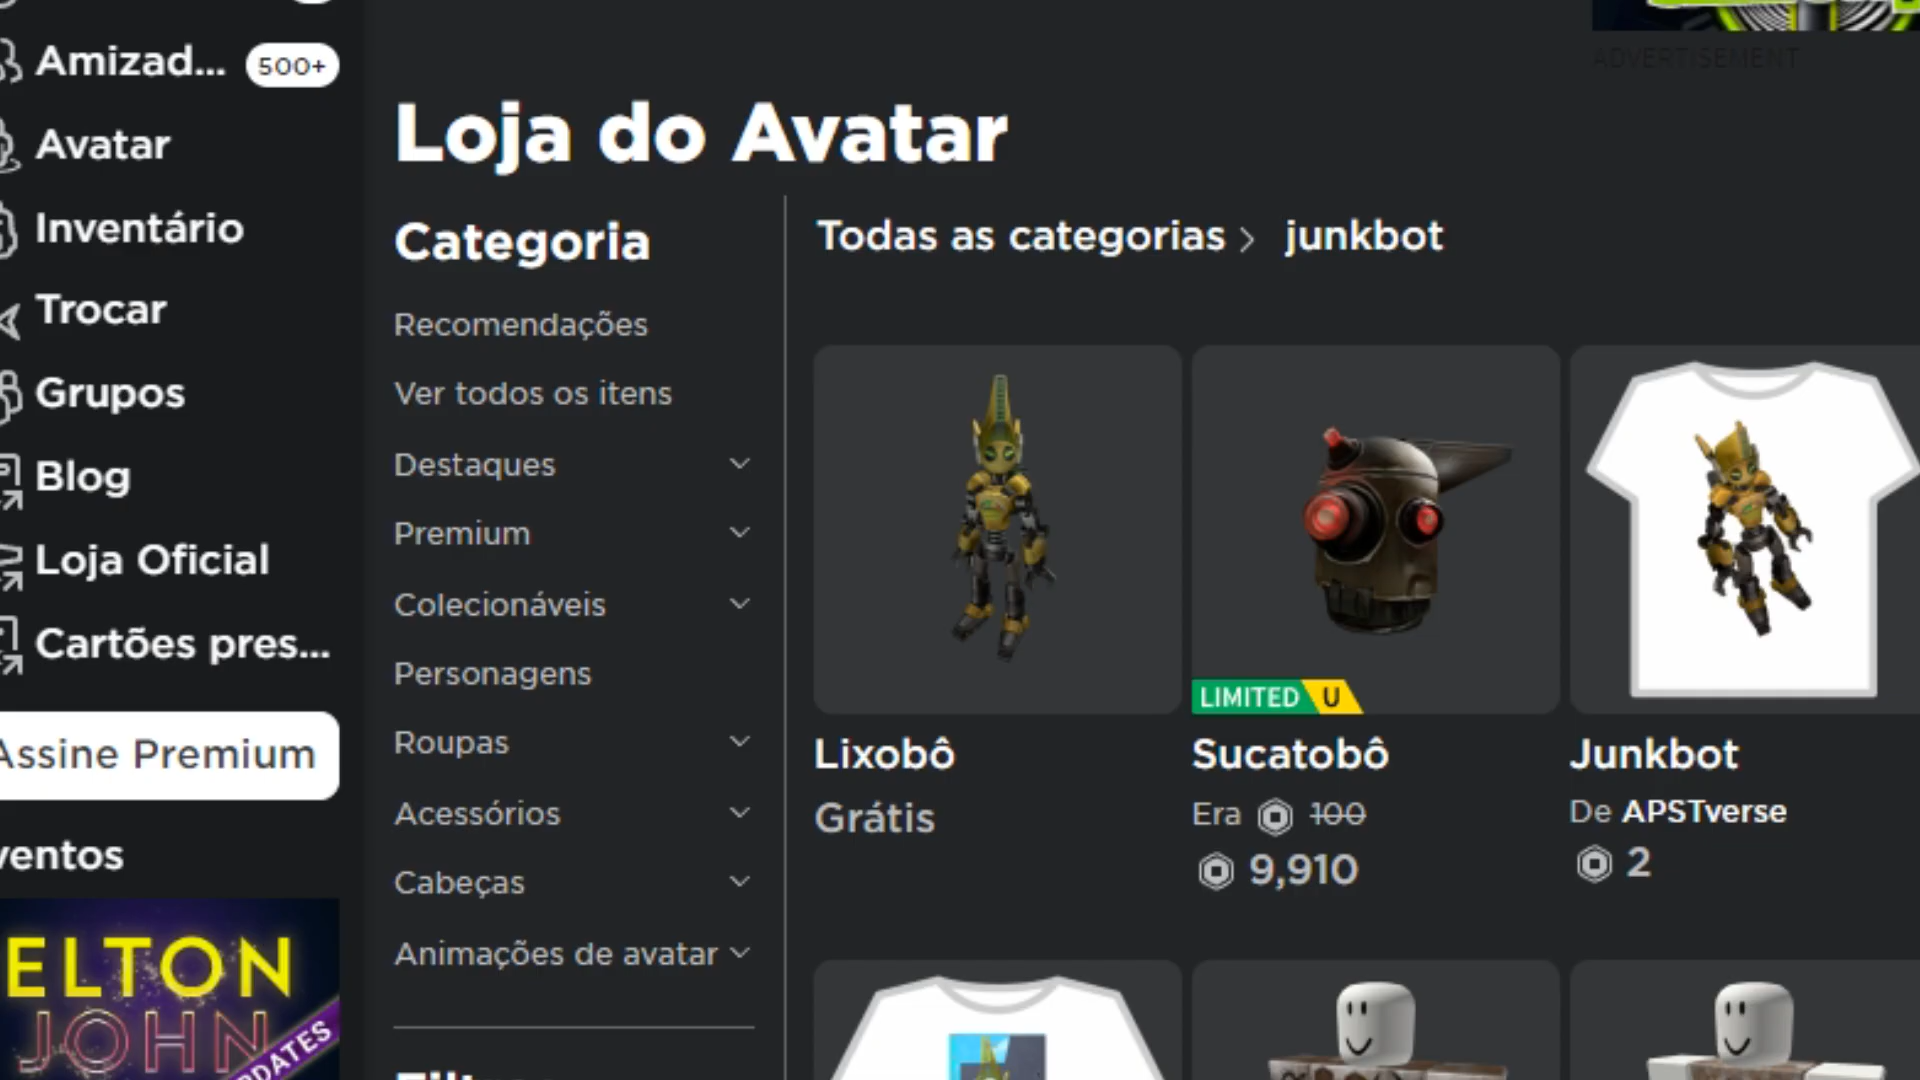 Amizad...
500+
Avatar
Inventário
Trocar
Grupos
Blog
Loja Oficial
Cartões pres...
Assine Premium
ventos
ELTON
JOHN
ADVERTISEMENT
Loja do Avatar
Categoria
Recomendações
Ver todos os itens
Destaques
Premium
Colecionáveis
Personagens
Roupas
Acessórios
Cabeças
Animações de avatar
Todas as categorias > junkbot
LIMITED U
Lixobô
Grátis
Sucatobô
Era 100
9,910
Junkbot
De APSTverse
2